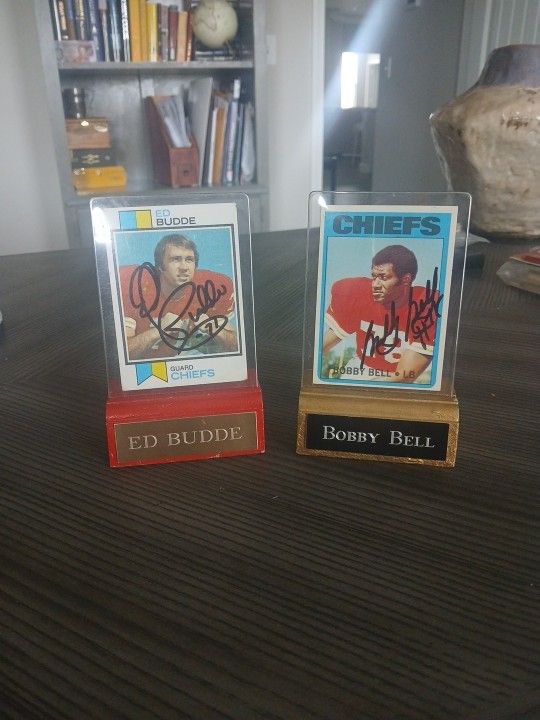 ED
BUDDE
GUARD
CHIEFS
ED BUDDE
CHIEFS
BOBBY BELL • LB
BOBBY BELL